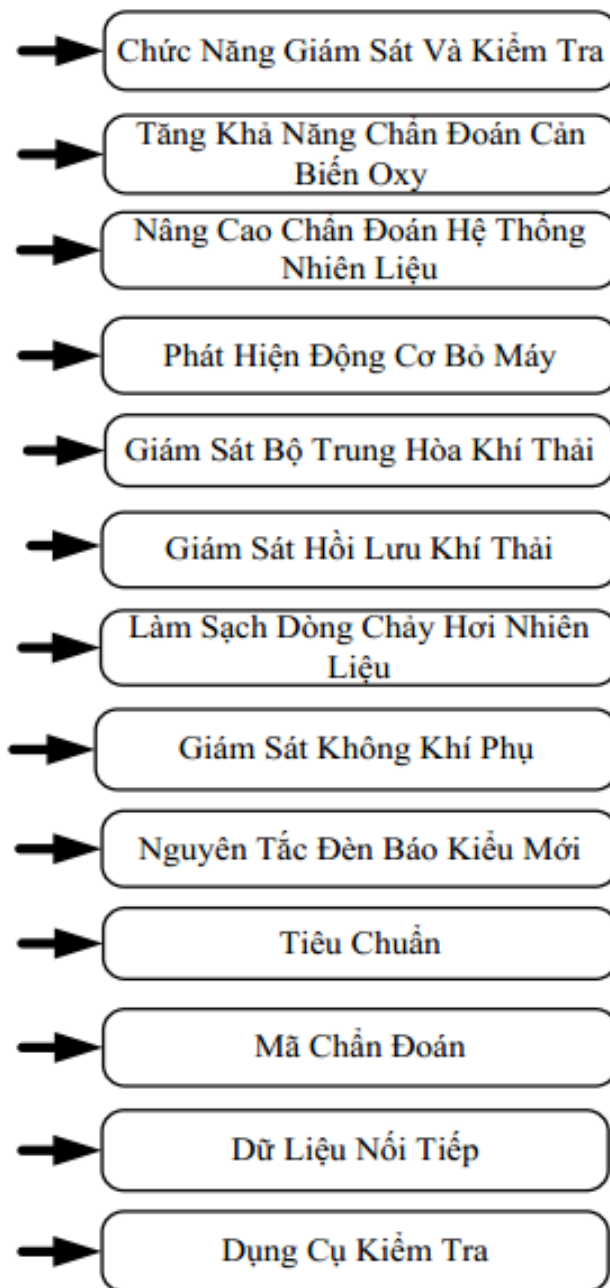 Chức Năng Giám Sát Và Kiểm Tra
Tăng Khả Năng Chẩn Đoán Cản
Biến Oxy
Nâng Cao Chẩn Đoán Hệ Thống
Nhiên Liệu
Phát Hiện Động Cơ Bỏ Máy
Giám Sát Bộ Trung Hòa Khí Thải
Giám Sát Hồi Lưu Khí Thải
Làm Sạch Dòng Chảy Hơi Nhiên
Liệu
Giám Sát Không Khí Phụ
Nguyên Tắc Đèn Báo Kiểu Mới
Tiêu Chuẩn
Mã Chẩn Đoán
Dữ Liệu Nối Tiếp
Dụng Cụ Kiểm Tra